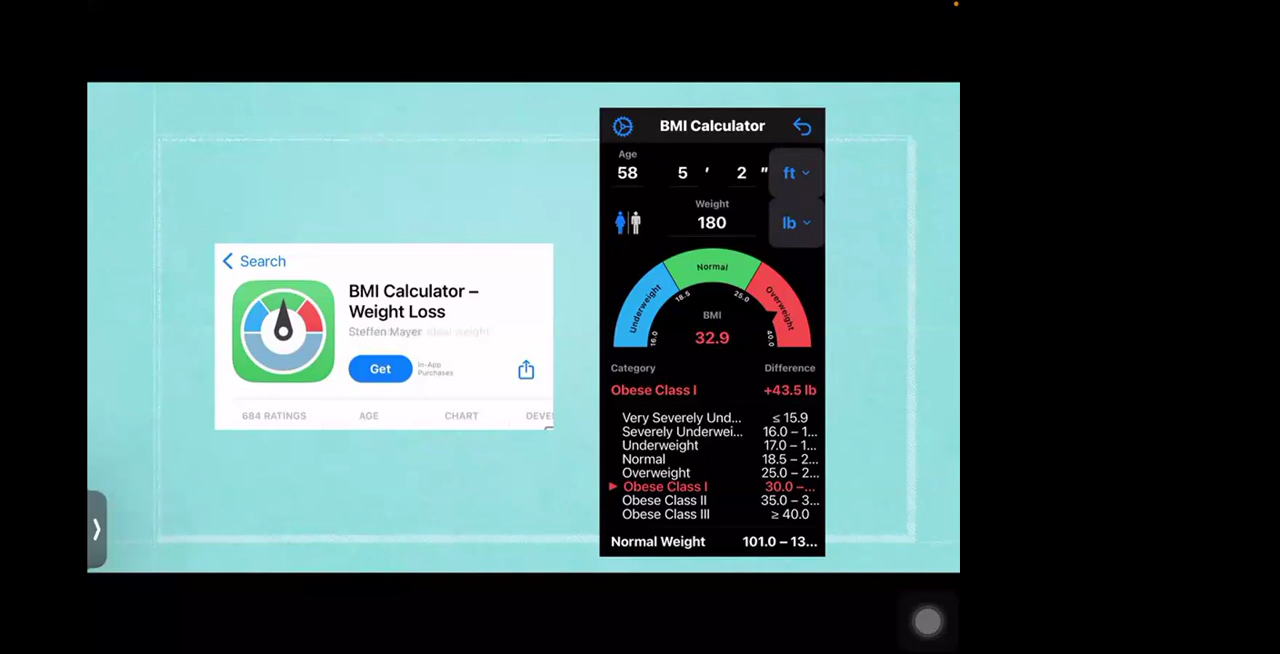 Search
BMI Calculator –
Weight Loss
Steffen Mayer ideal weight
Get
In-App
Purchases
684 RATINGS AGE CHART DEVE
BMI Calculator
Age
58 5 ′ 2 ″ ft
Weight
180 lb
Underweight Normal Overweight
16.0 18.5 25.0 40.0
BMI
32.9
Category Difference
Obese Class I +43.5 lb
Very Severely Und... ≤ 15.9
Severely Underwei... 16.0 – 1...
Underweight 17.0 – 1...
Normal 18.5 – 2...
Overweight 25.0 – 2...
Obese Class I 30.0 –...
Obese Class II 35.0 – 3...
Obese Class III ≥ 40.0
Normal Weight 101.0 – 13...